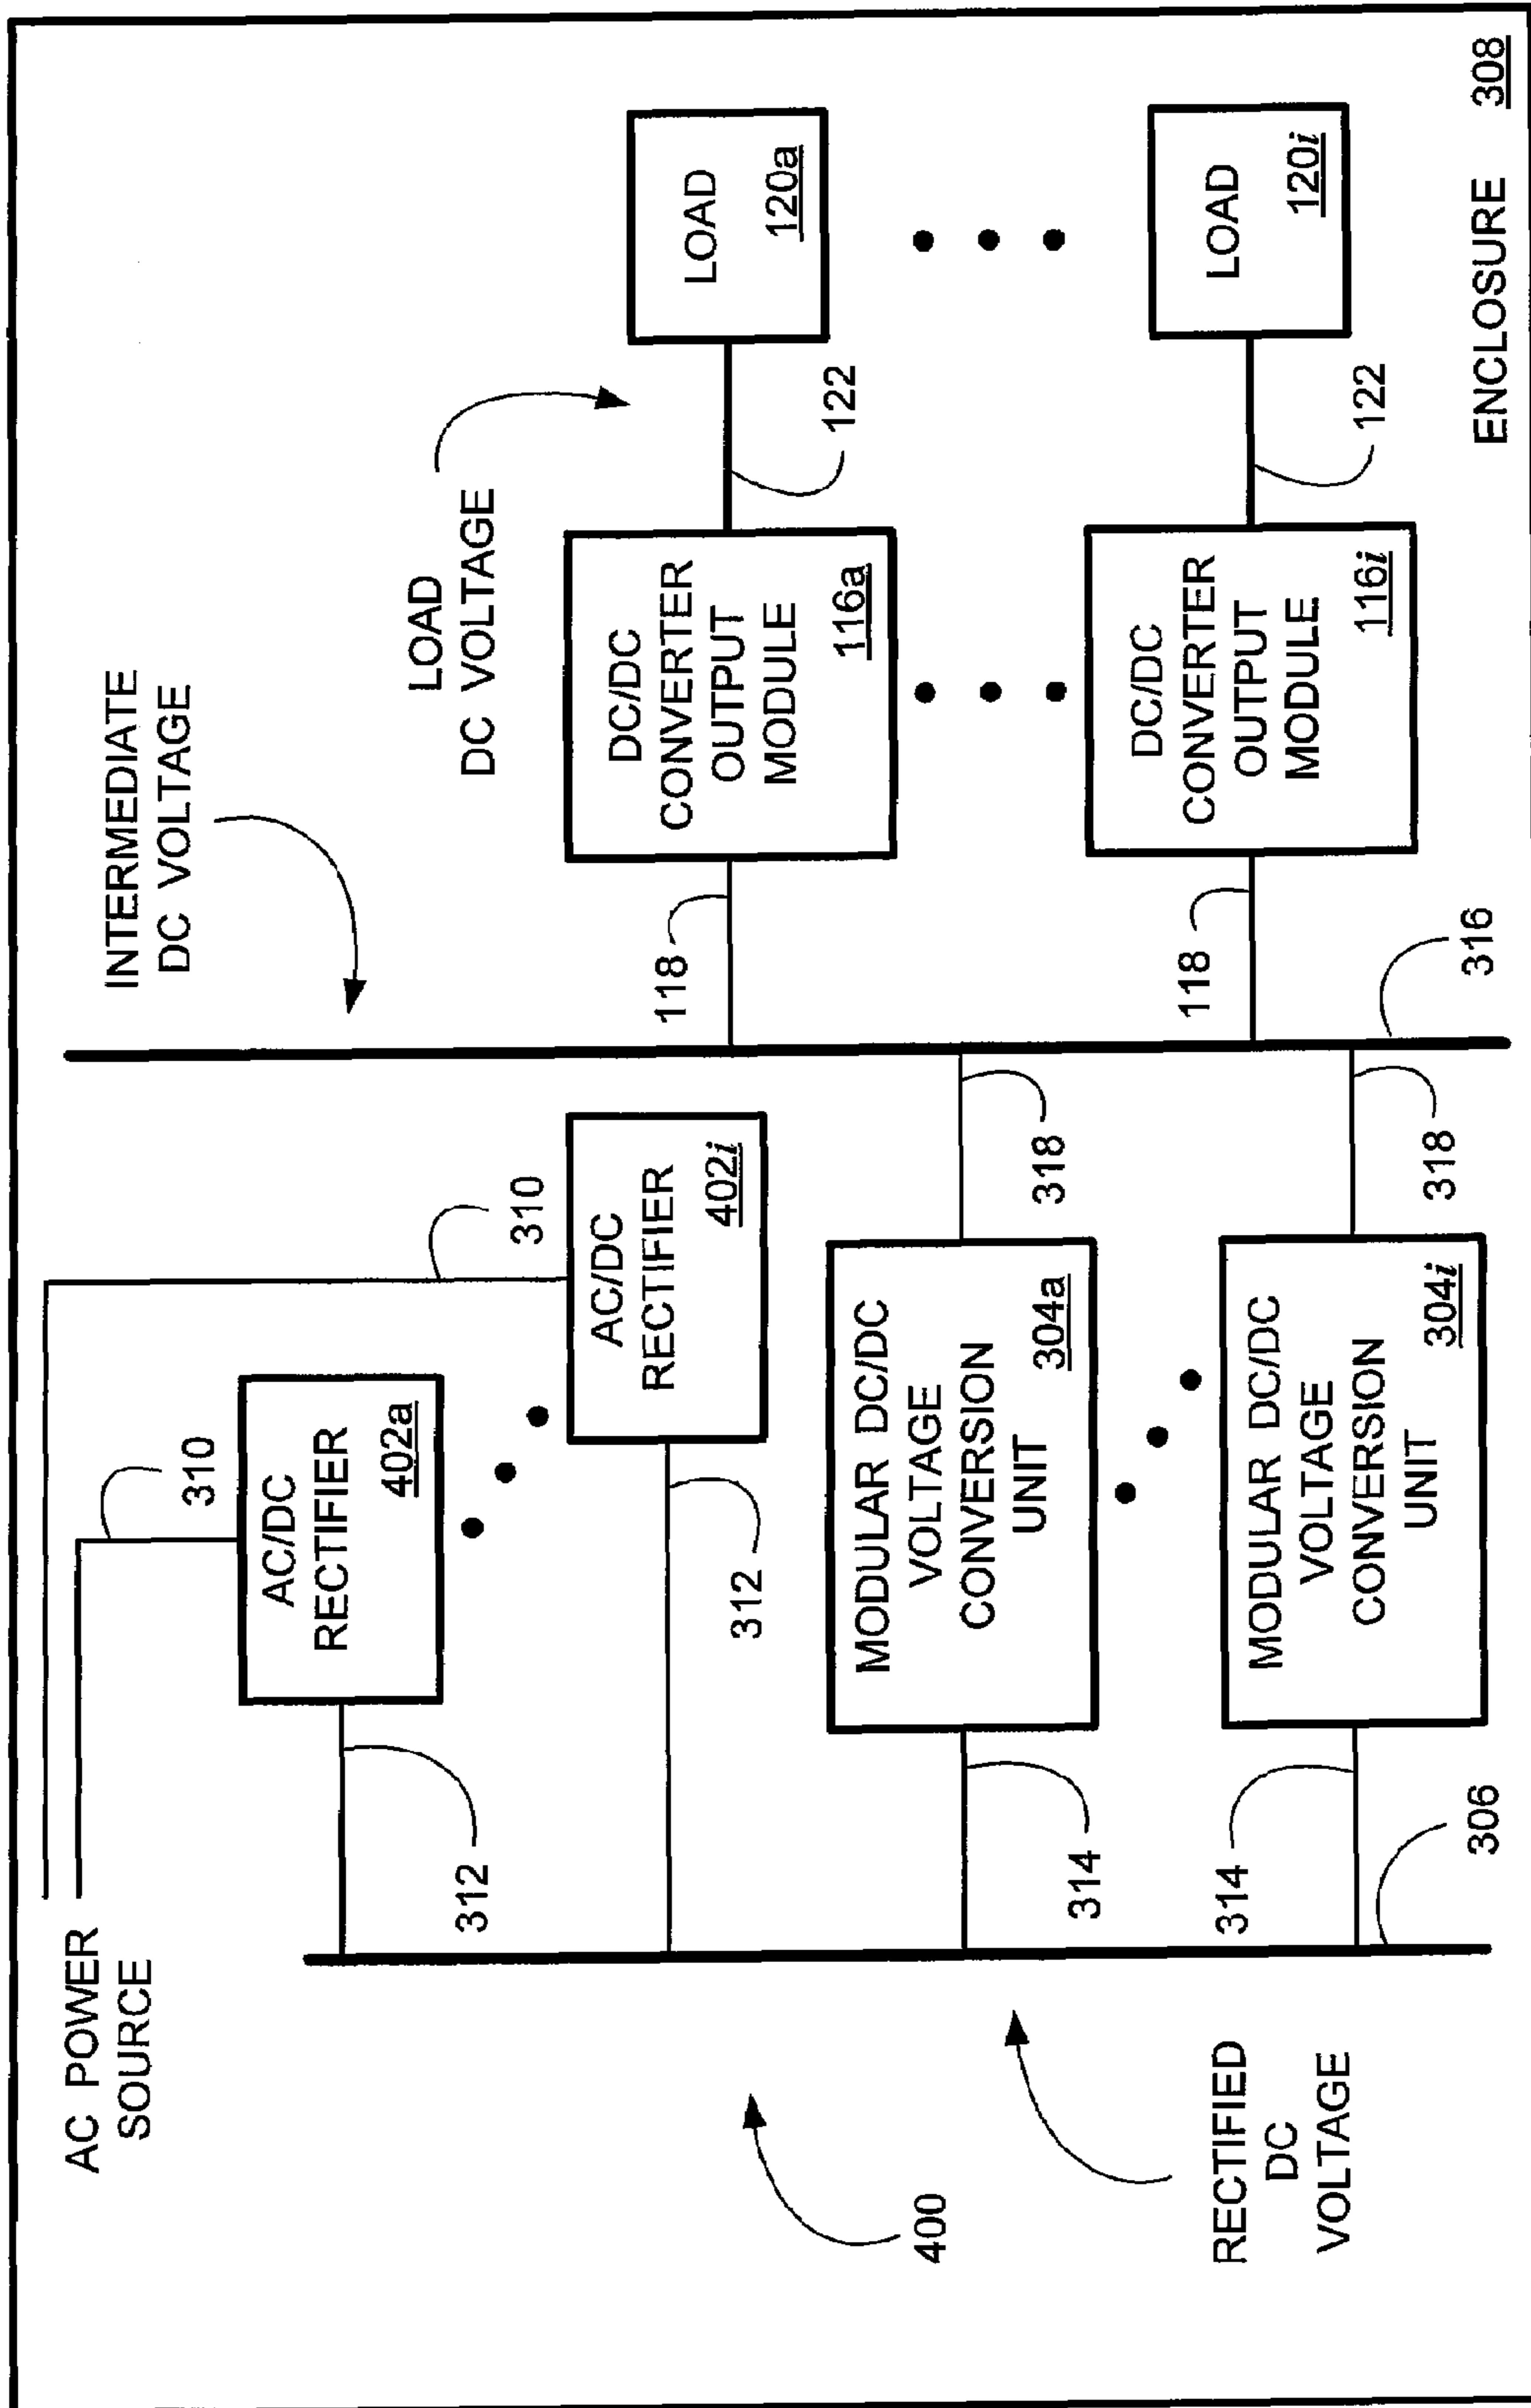 AC POWER
SOURCE
310
310
AC/DC
RECTIFIER
402a
AC/DC
RECTIFIER
402i
312
312
INTERMEDIATE
DC VOLTAGE
LOAD
DC VOLTAGE
118
DC/DC
CONVERTER
OUTPUT
MODULE
116a
122
LOAD
120a
118
DC/DC
CONVERTER
OUTPUT
MODULE
116i
122
LOAD
120i
400
RECTIFIED
DC
VOLTAGE
314
MODULAR DC/DC
VOLTAGE
CONVERSION
UNIT
304a
318
314
MODULAR DC/DC
VOLTAGE
CONVERSION
UNIT
304i
318
306
316
ENCLOSURE 308